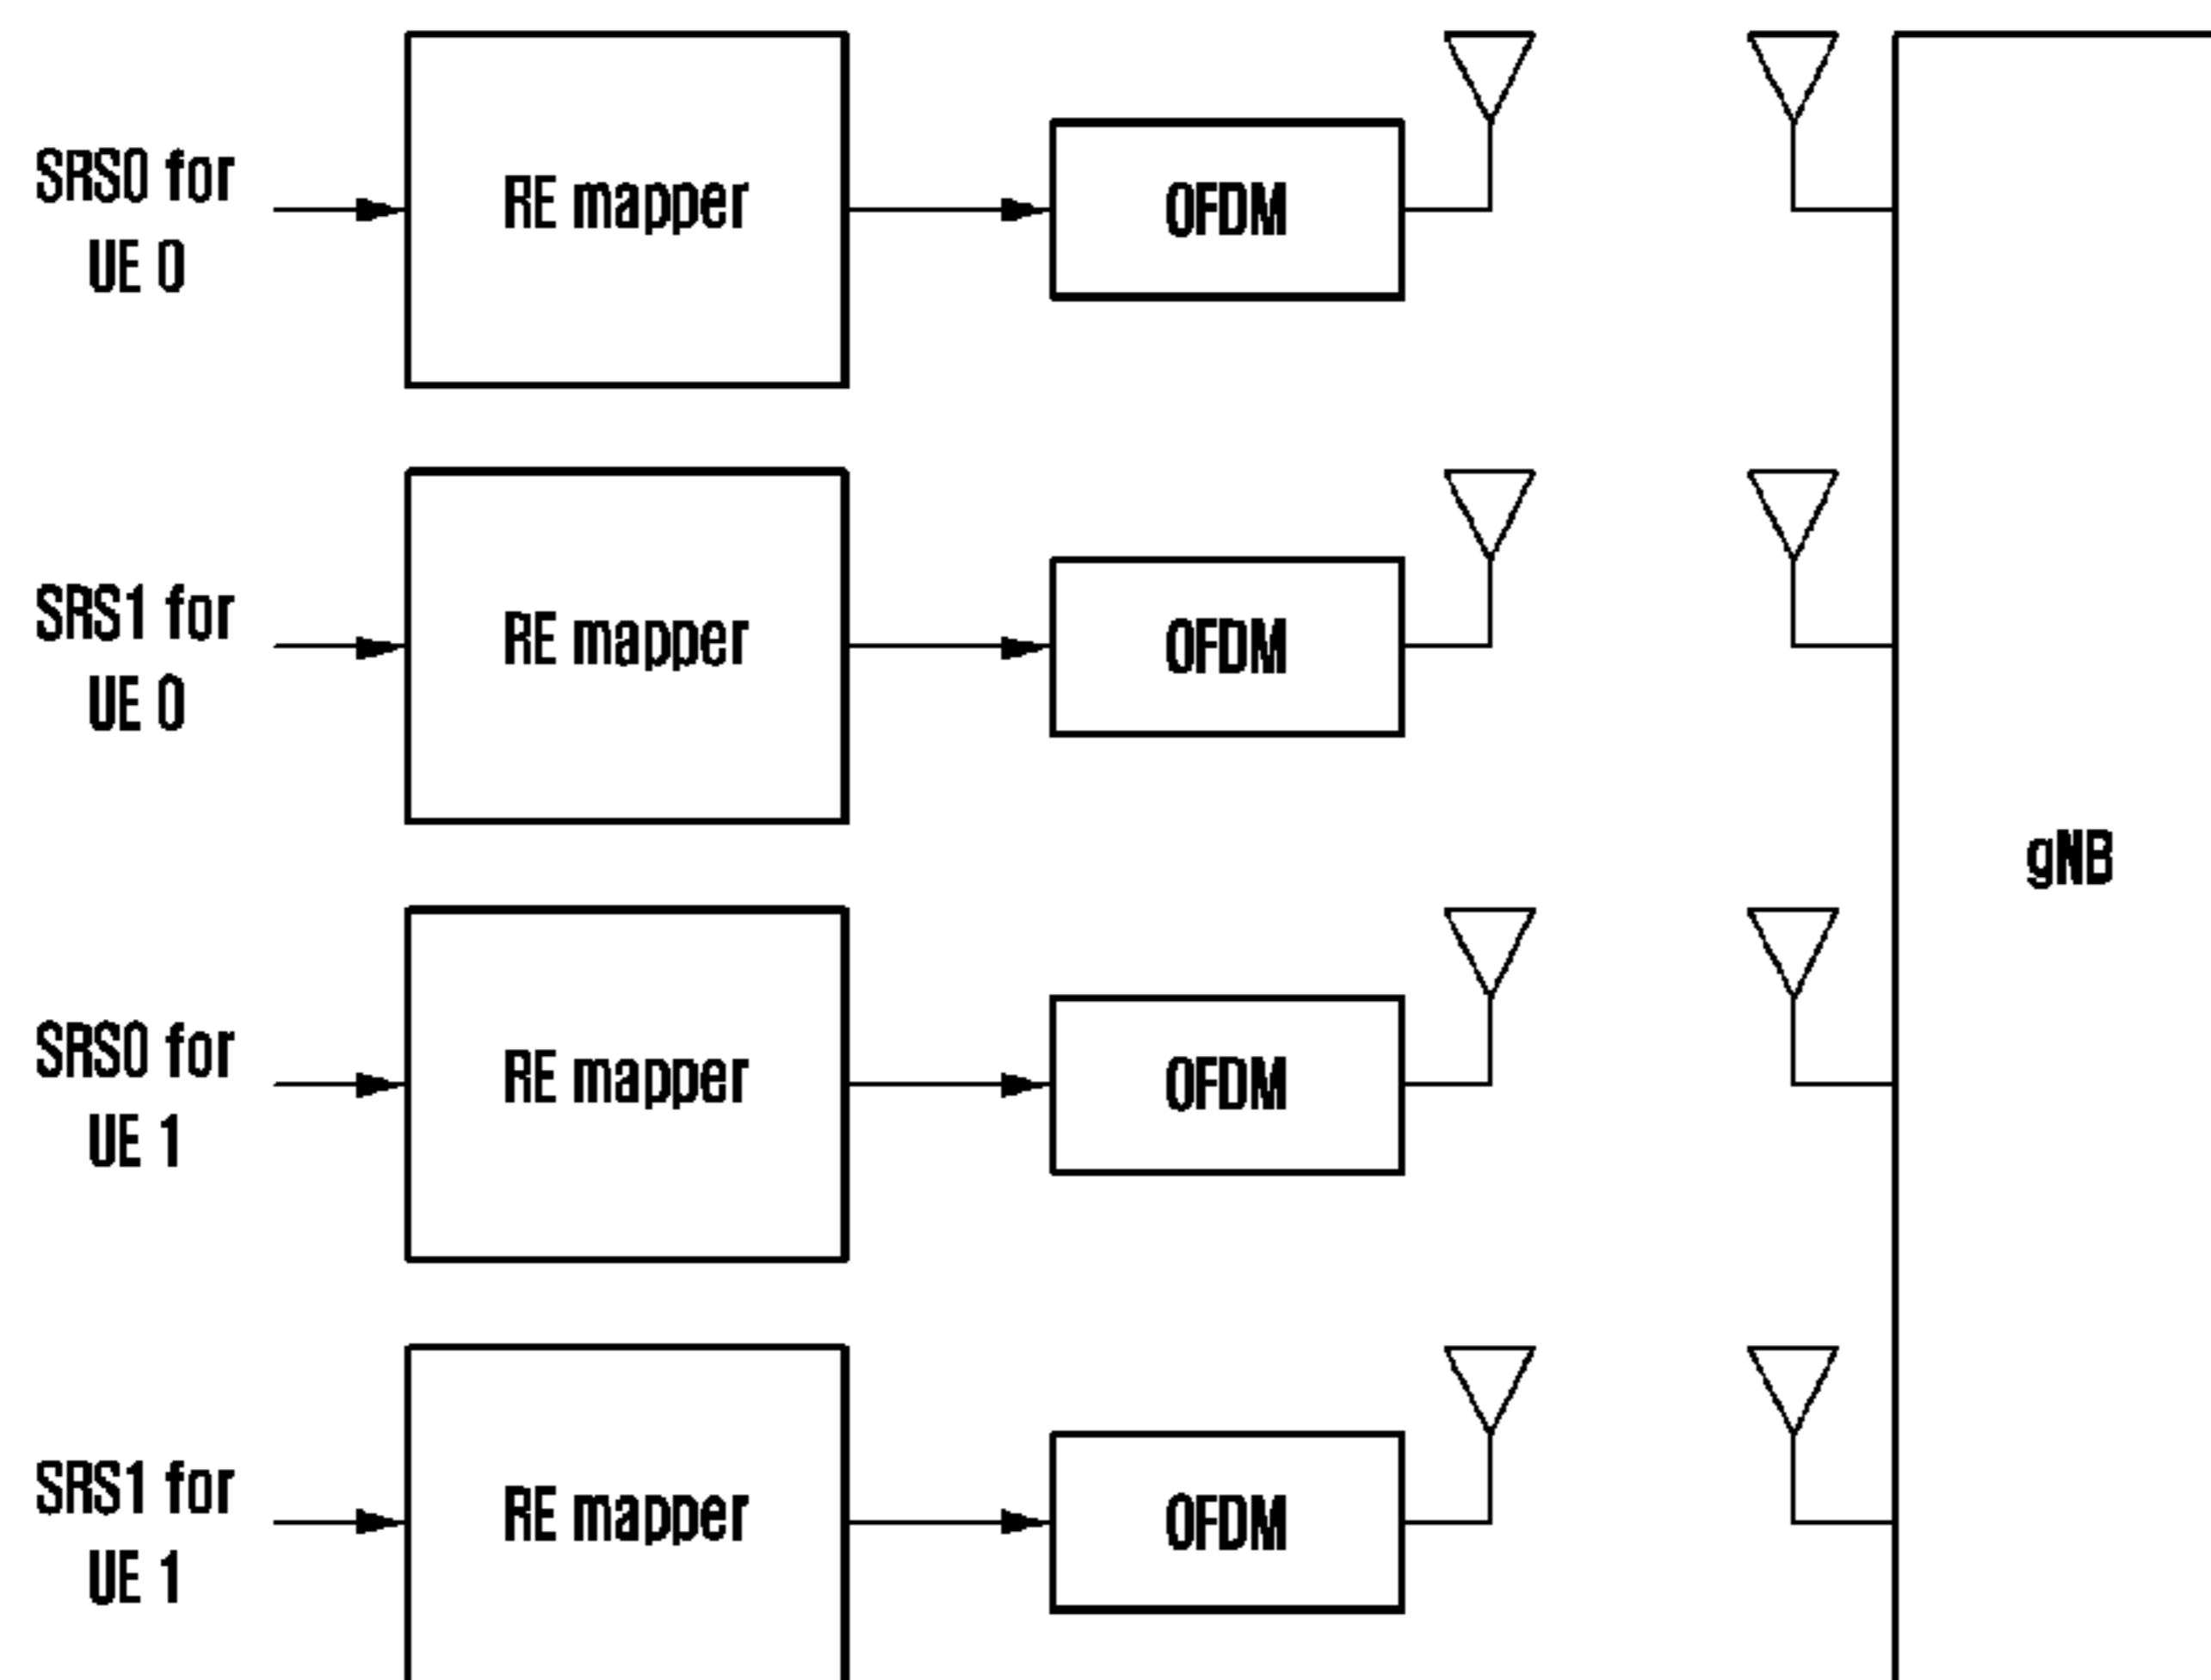 SRS0 for
UE 0
RE mapper
OFDM
SRS1 for
UE 0
RE mapper
OFDM
gNB
SRS0 for
UE 1
RE mapper
OFDM
SRS1 for
UE 1
RE mapper
OFDM